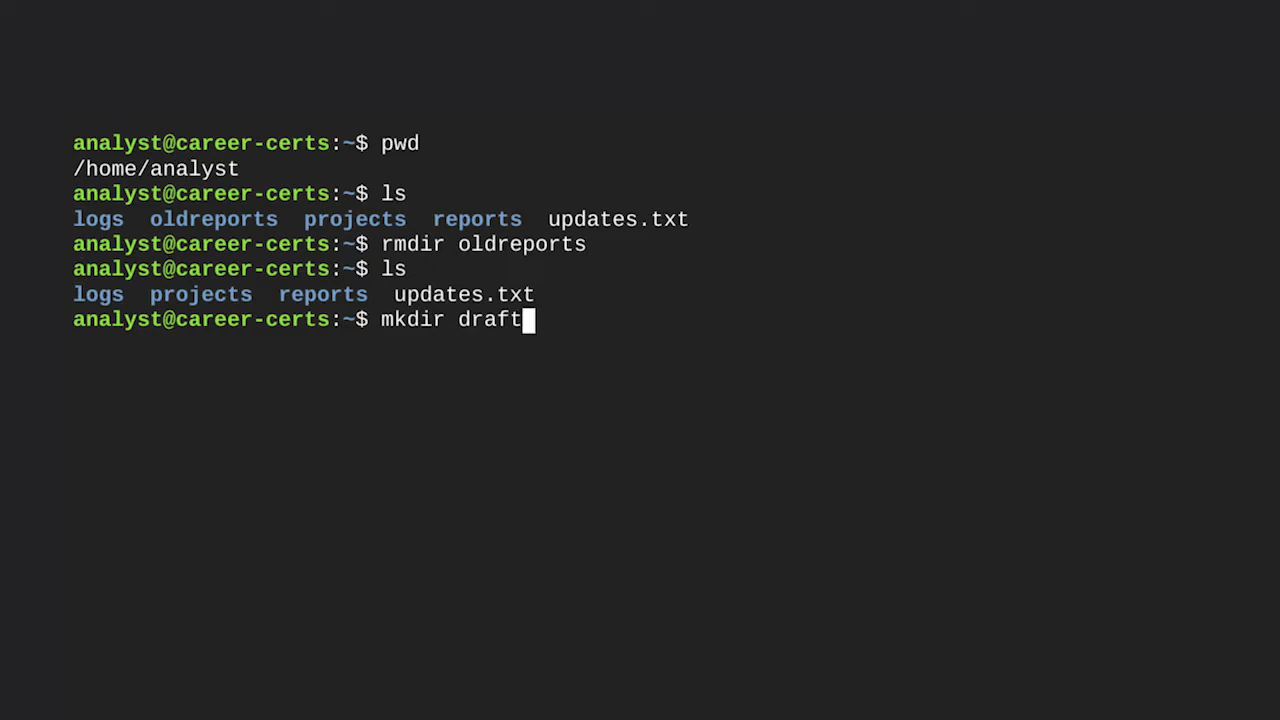 analyst@career-certs:~$ pwd
/home/analyst
analyst@career-certs:~$ ls
logs  oldreports  projects  reports  updates.txt
analyst@career-certs:~$ rmdir oldreports
analyst@career-certs:~$ ls
logs  projects  reports  updates.txt
analyst@career-certs:~$ mkdir draft